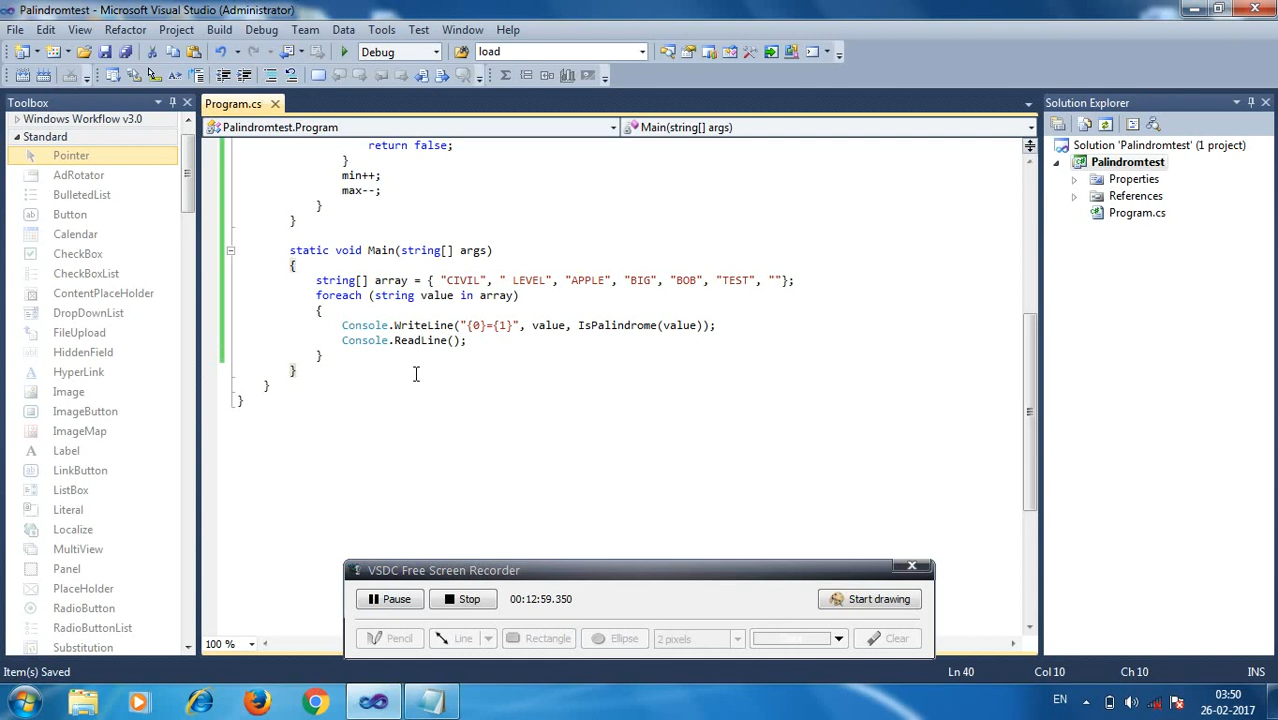 Palindromtest - Microsoft Visual Studio (Administrator)
File Edit View Refactor Project Build Debug Team Data Tools Test Window Help
Debug load
Toolbox
Windows Workflow v3.0
Standard
Pointer
AdRotator
BulletedList
Button
Calendar
CheckBox
CheckBoxList
ContentPlaceHolder
DropDownList
FileUpload
HiddenField
HyperLink
Image
ImageButton
ImageMap
Label
LinkButton
ListBox
Literal
Localize
MultiView
Panel
PlaceHolder
RadioButton
RadioButtonList
Substitution
Program.cs
Palindromtest.Program Main(string[] args)
return false;
}
min++;
max--;
}
}
static void Main(string[] args)
{
string[] array = { "CIVIL", " LEVEL", "APPLE", "BIG", "BOB", "TEST", ""};
foreach (string value in array)
{
Console.WriteLine("{0}={1}", value, IsPalindrome(value));
Console.ReadLine();
}
}
}
}
100 %
Solution Explorer
Solution 'Palindromtest' (1 project)
Palindromtest
Properties
References
Program.cs
VSDC Free Screen Recorder
Pause Stop 00:12:59.350 Start drawing
Pencil Line Rectangle Ellipse 2 pixels Clear
Item(s) Saved Ln 40 Col 10 Ch 10 INS
EN 03:50
26-02-2017